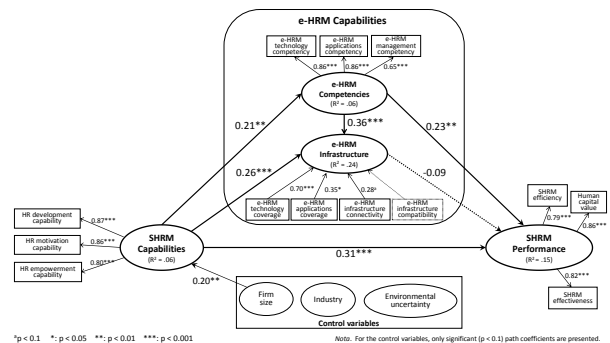 e-HRM Capabilities
e-HRM
technology
competency
e-HRM
applications
competency
e-HRM
management
competency
0.86***
0.86***
0.65***
e-HRM
Competencies
(R² = .06)
0.21**
0.36***
0.23**
e-HRM
Infrastructure
(R² = .24)
0.26***
-0.09
0.70***
0.35*
0.28ᵃ
e-HRM
technology
coverage
e-HRM
applications
coverage
e-HRM
infrastructure
connectivity
e-HRM
infrastructure
compatibility
HR development
capability
HR motivation
capability
HR empowerment
capability
0.87***
0.86***
0.80***
SHRM
Capabilities
(R² = .06)
0.31***
SHRM
efficiency
Human
capital
value
0.79***
0.86***
SHRM
Performance
(R² = .15)
0.82***
SHRM
effectiveness
0.20**
Firm
size
Industry
Environmental
uncertainty
Control variables
ᵃp < 0.1 *: p < 0.05 **: p < 0.01 ***: p < 0.001
Nota. For the control variables, only significant (p < 0.1) path coefficients are presented.